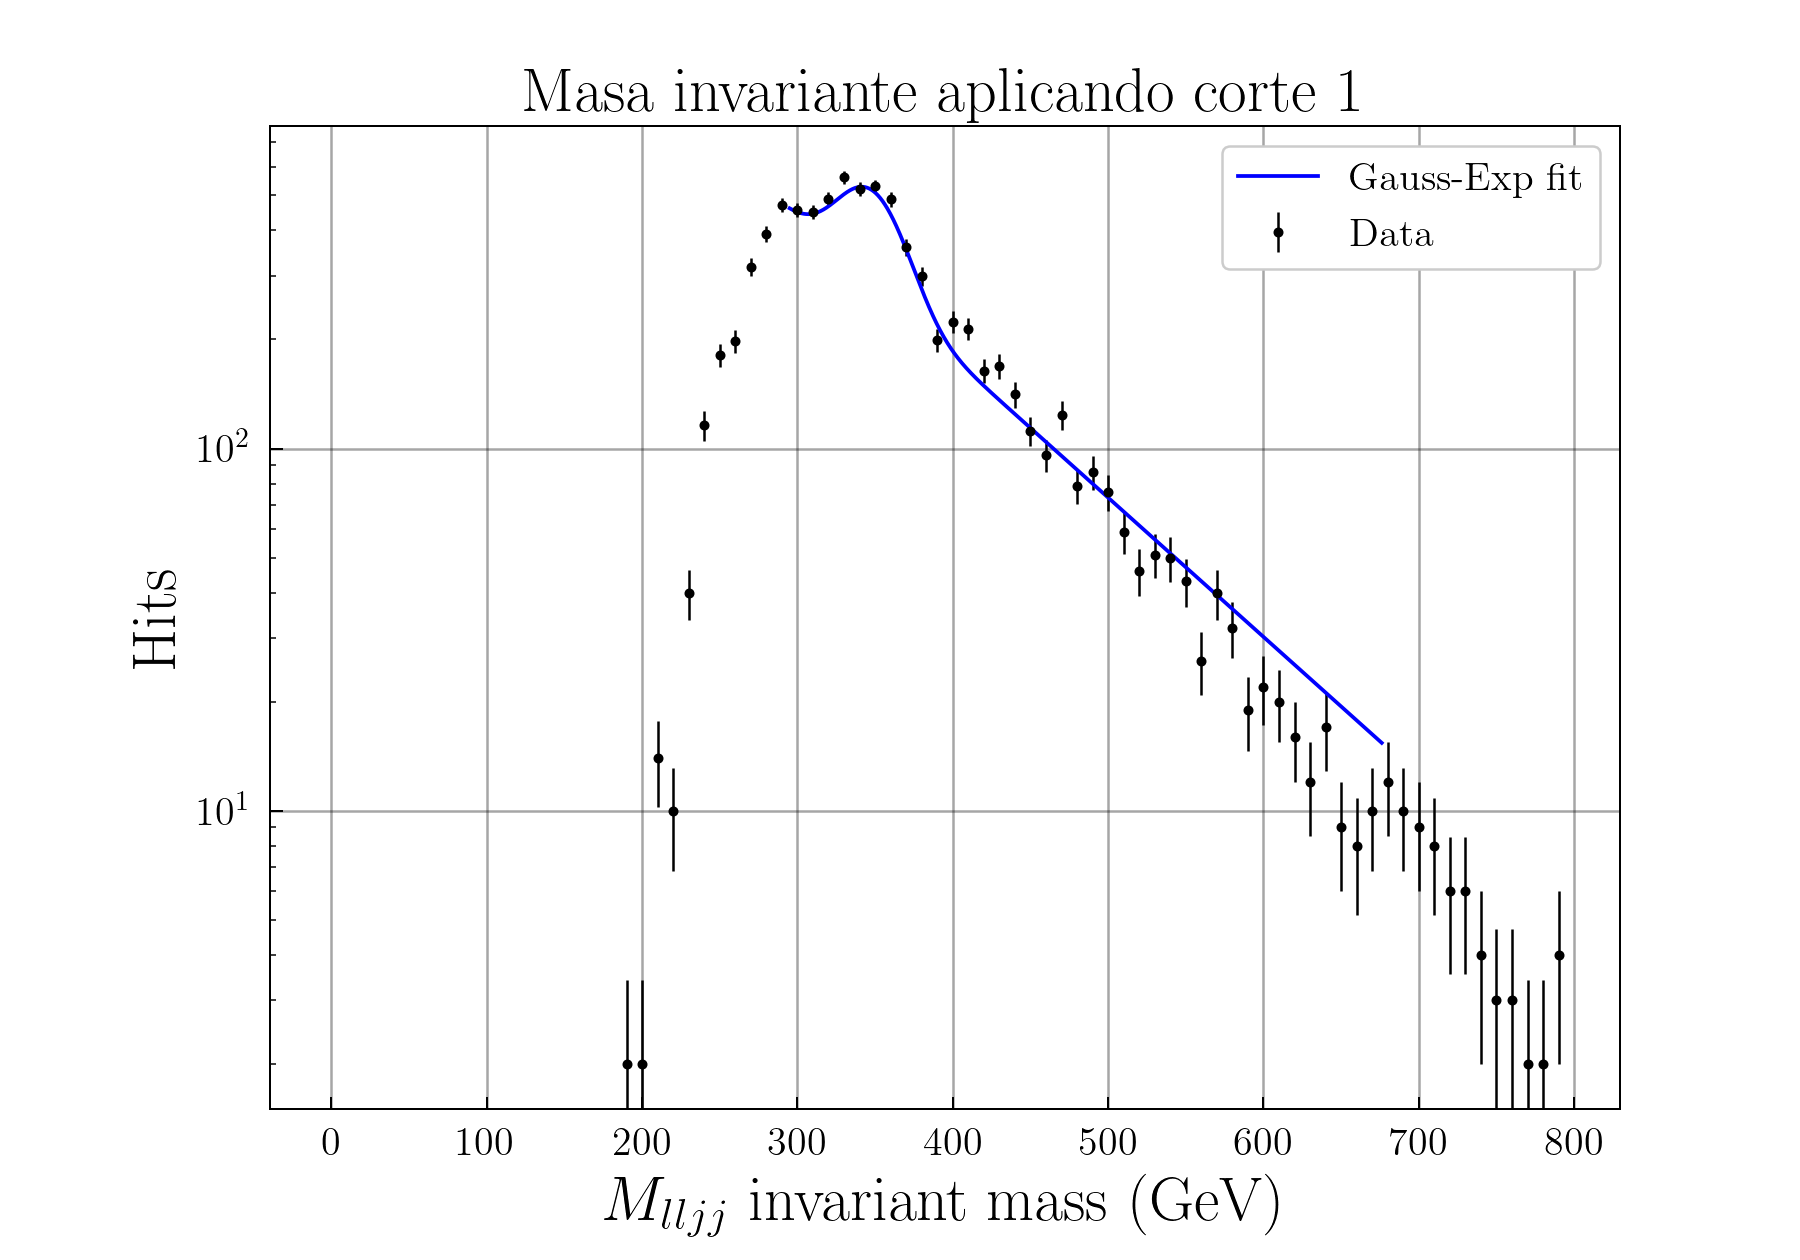 Masa invariante aplicando corte 1
Gauss-Exp fit
Data
Hits
10²
10¹
0 100 200 300 400 500 600 700 800
M_{lljj} invariant mass (GeV)